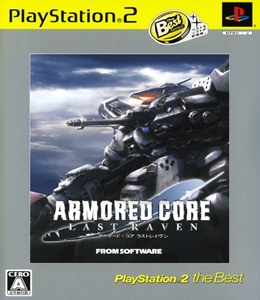 PlayStation 2
the Best
NTSC J
ARMORED CORE
LAST RAVEN
アーマード・コア ラストレイヴン
FROM SOFTWARE
CERO
A
PlayStation 2 the Best